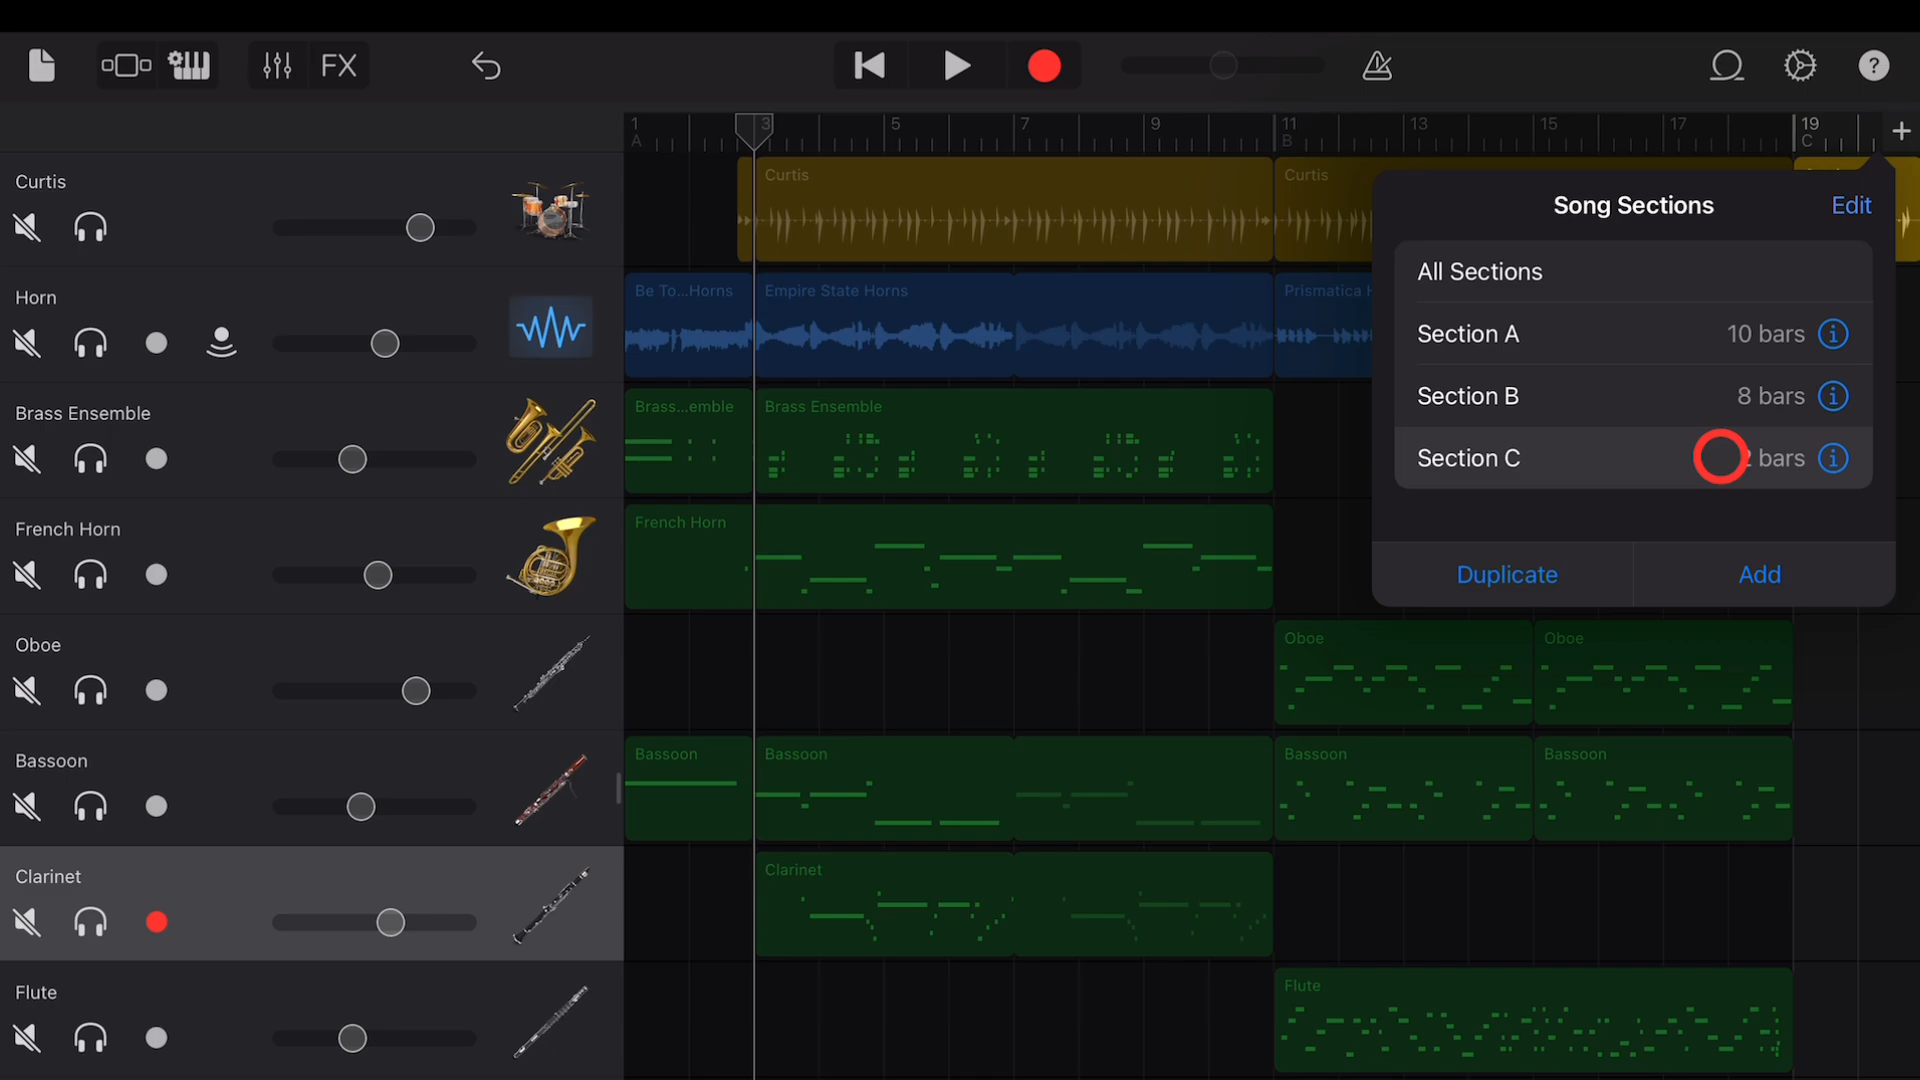 FX
?
1 3 5 7 9 11 13 15 17 19 +
A B C
Curtis
Curtis
Curtis
Song Sections
Edit
All Sections
Section A 10 bars i
Section B 8 bars i
Section C bars i
Duplicate
Add
Horn
Be To...Horns
Empire State Horns
Prismatica
Brass Ensemble
Brass...emble
Brass Ensemble
French Horn
French Horn
Oboe
Oboe
Oboe
Bassoon
Bassoon
Bassoon
Bassoon
Bassoon
Clarinet
Clarinet
Flute
Flute